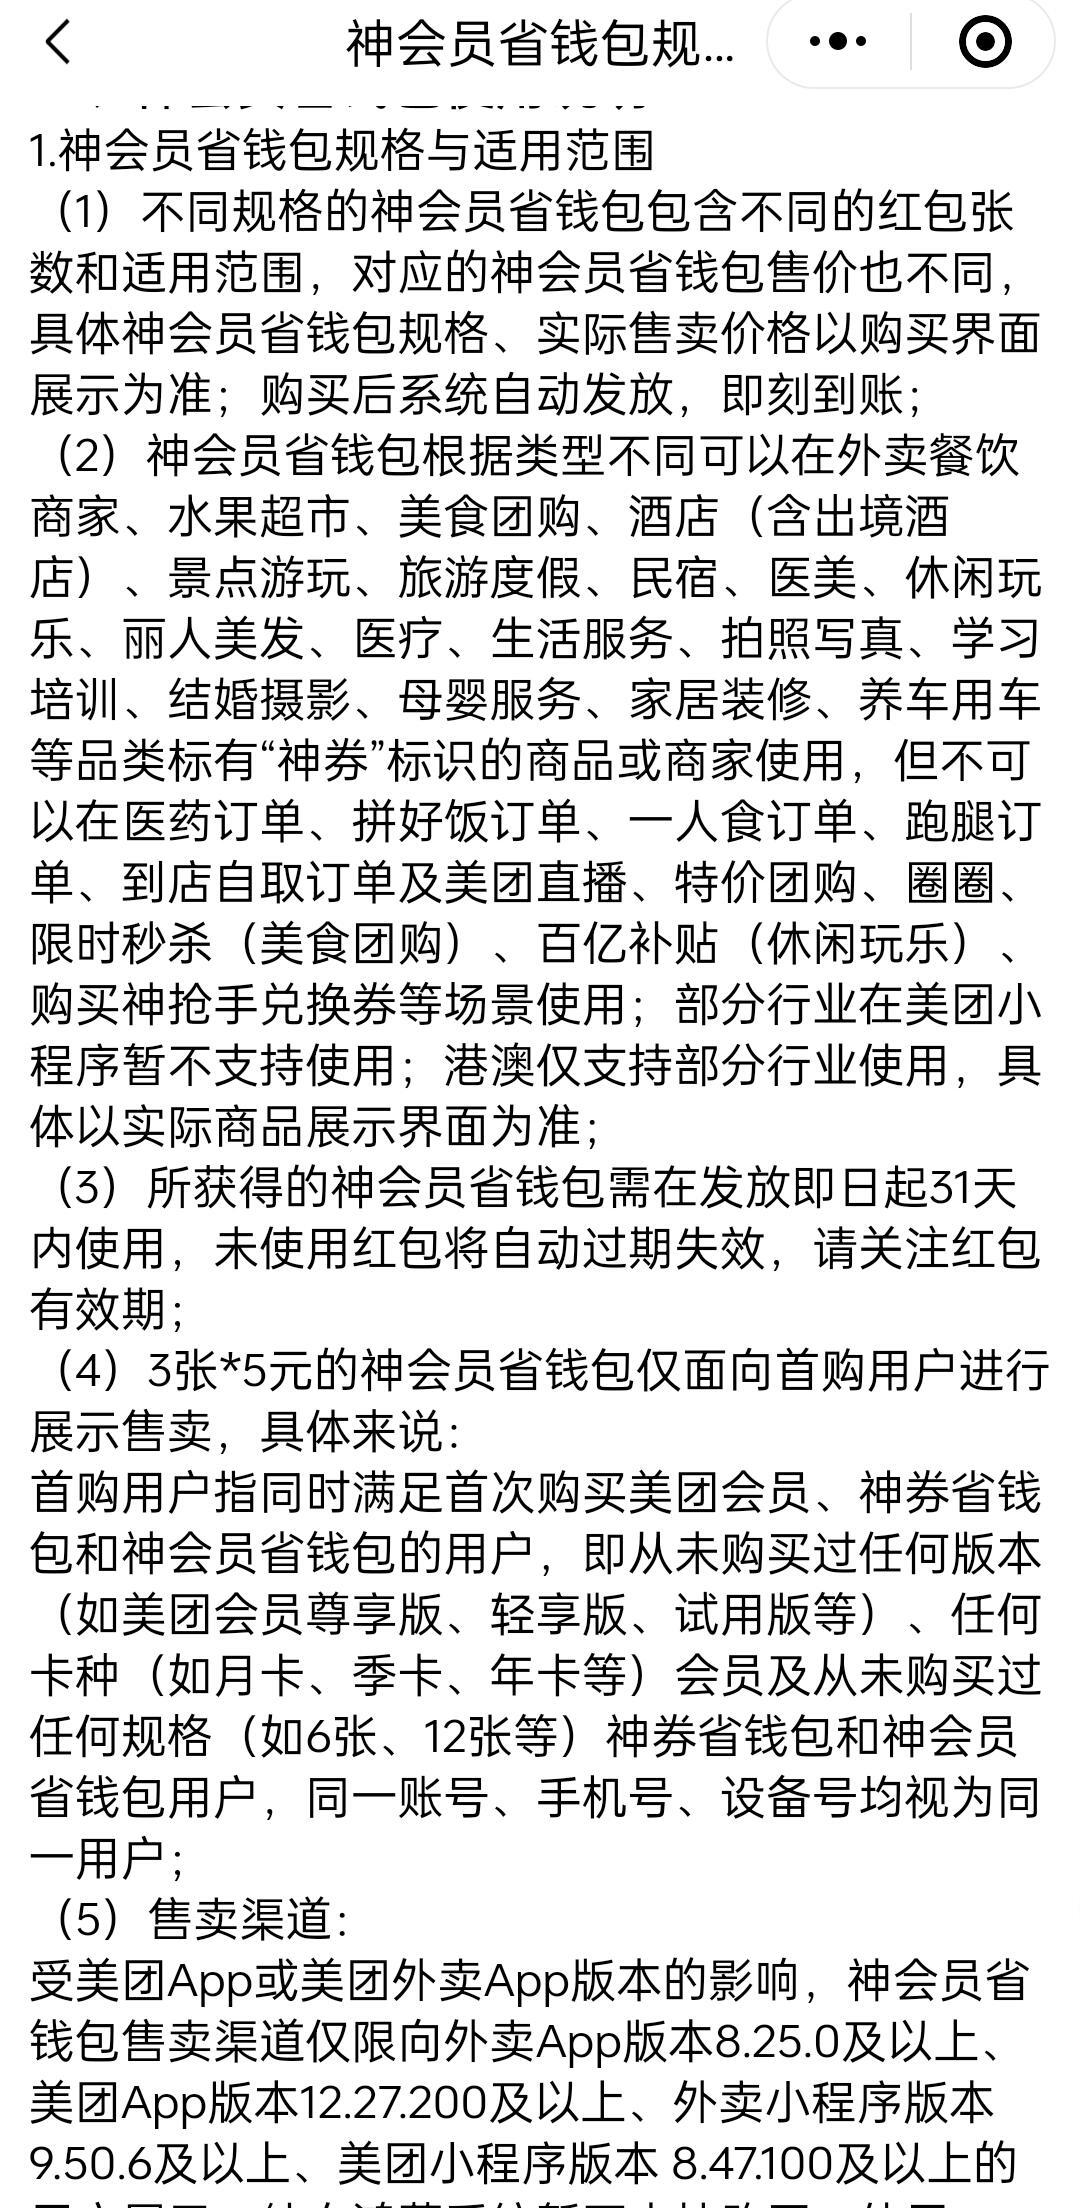 神会员省钱包规...
1.神会员省钱包规格与适用范围
（1）不同规格的神会员省钱包包含不同的红包张
数和适用范围，对应的神会员省钱包售价也不同，
具体神会员省钱包规格、实际售卖价格以购买界面
展示为准；购买后系统自动发放，即刻到账；
（2）神会员省钱包根据类型不同可以在外卖餐饮
商家、水果超市、美食团购、酒店（含出境酒
店）、景点游玩、旅游度假、民宿、医美、休闲玩
乐、丽人美发、医疗、生活服务、拍照写真、学习
培训、结婚摄影、母婴服务、家居装修、养车用车
等品类标有“神券”标识的商品或商家使用，但不可
以在医药订单、拼好饭订单、一人食订单、跑腿订
单、到店自取订单及美团直播、特价团购、圈圈、
限时秒杀（美食团购）、百亿补贴（休闲玩乐）、
购买神抢手兑换券等场景使用；部分行业在美团小
程序暂不支持使用；港澳仅支持部分行业使用，具
体以实际商品展示界面为准；
（3）所获得的神会员省钱包需在发放即日起31天
内使用，未使用红包将自动过期失效，请关注红包
有效期；
（4）3张*5元的神会员省钱包仅面向首购用户进行
展示售卖，具体来说：
首购用户指同时满足首次购买美团会员、神券省钱
包和神会员省钱包的用户，即从未购买过任何版本
（如美团会员尊享版、轻享版、试用版等）、任何
卡种（如月卡、季卡、年卡等）会员及从未购买过
任何规格（如6张、12张等）神券省钱包和神会员
省钱包用户，同一账号、手机号、设备号均视为同
一用户；
（5）售卖渠道：
受美团App或美团外卖App版本的影响，神会员省
钱包售卖渠道仅限向外卖App版本8.25.0及以上、
美团App版本12.27.200及以上、外卖小程序版本
9.50.6及以上、美团小程序版本 8.47.100及以上的